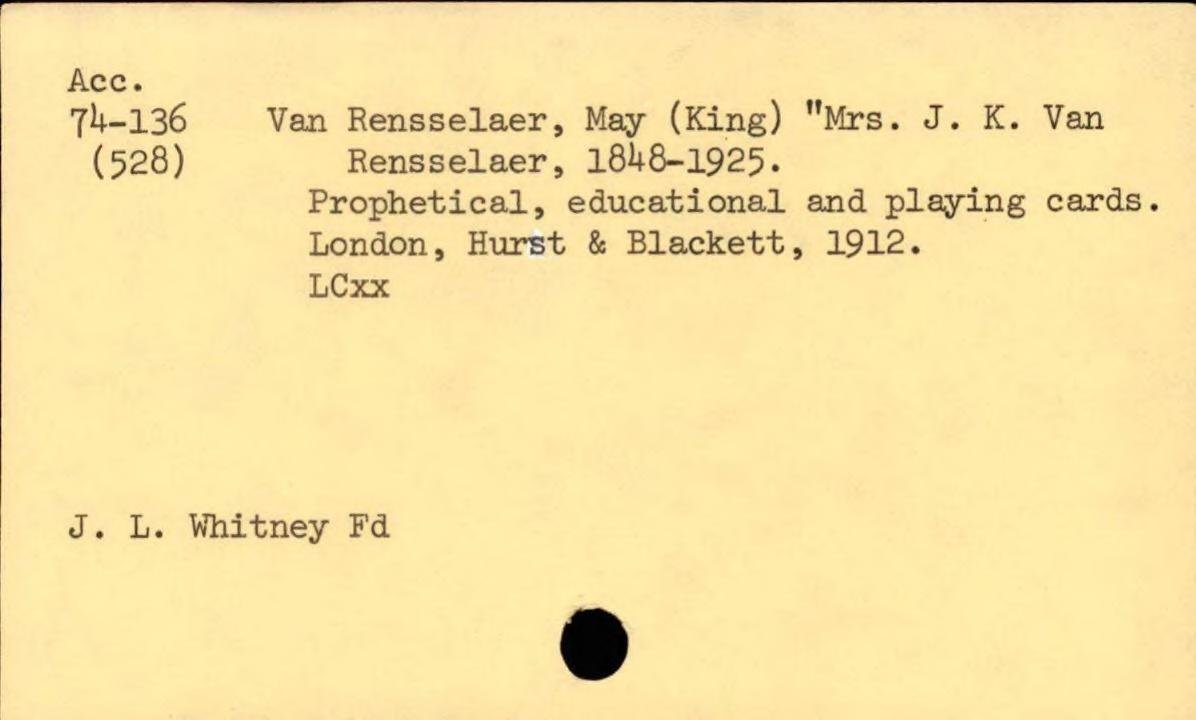 Acc.
74-136 Van Rensselaer, May (King) "Mrs. J. K. Van
(528) Rensselaer, 1848-1925.
Prophetical, educational and playing cards.
London, Hurst & Blackett, 1912.
LCxx
J. L. Whitney Fd